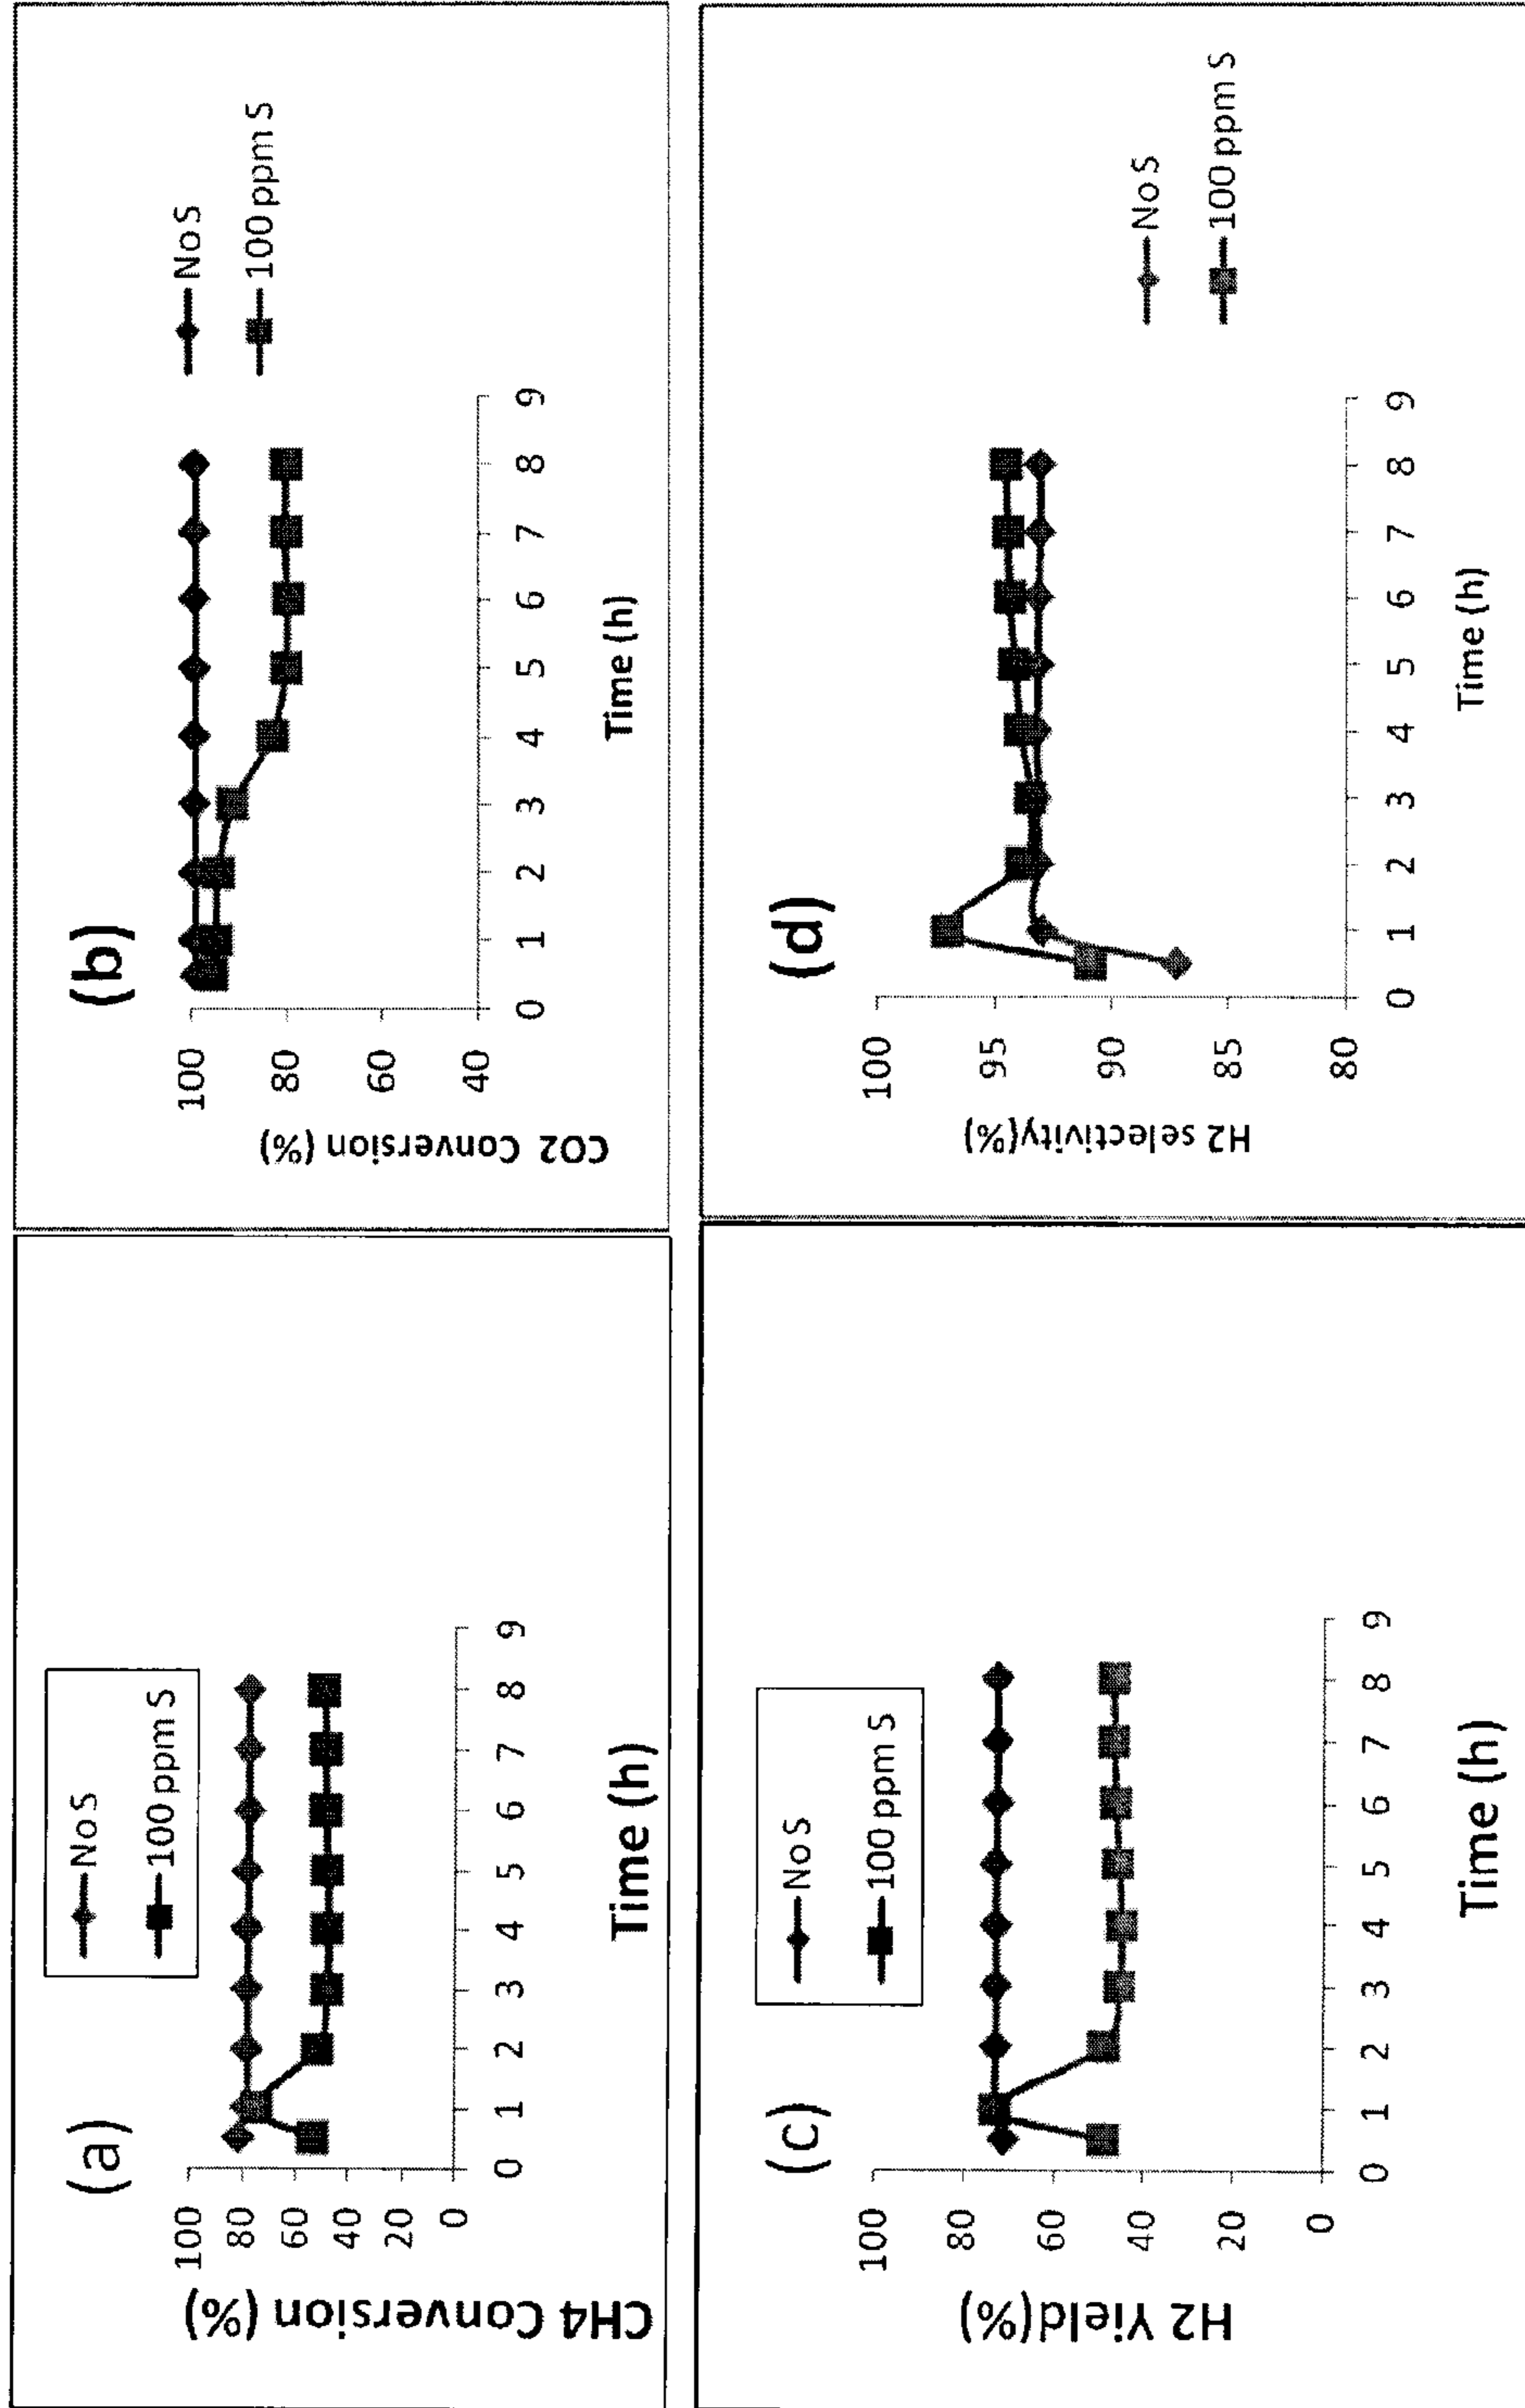 (a)
NoS
100 ppm S
100
80
60
40
20
0
0 1 2 3 4 5 6 7 8 9
CH4 Conversion (%)
Time (h)
(b)
NoS
100 ppm S
100
80
60
40
0 1 2 3 4 5 6 7 8 9
CO2 Conversion (%)
Time (h)
(c)
NoS
100 ppm S
100
80
60
40
20
0
0 1 2 3 4 5 6 7 8 9
H2 Yield(%)
Time (h)
(d)
NoS
100 ppm S
100
95
90
85
80
0 1 2 3 4 5 6 7 8 9
H2 selectivity(%)
Time (h)